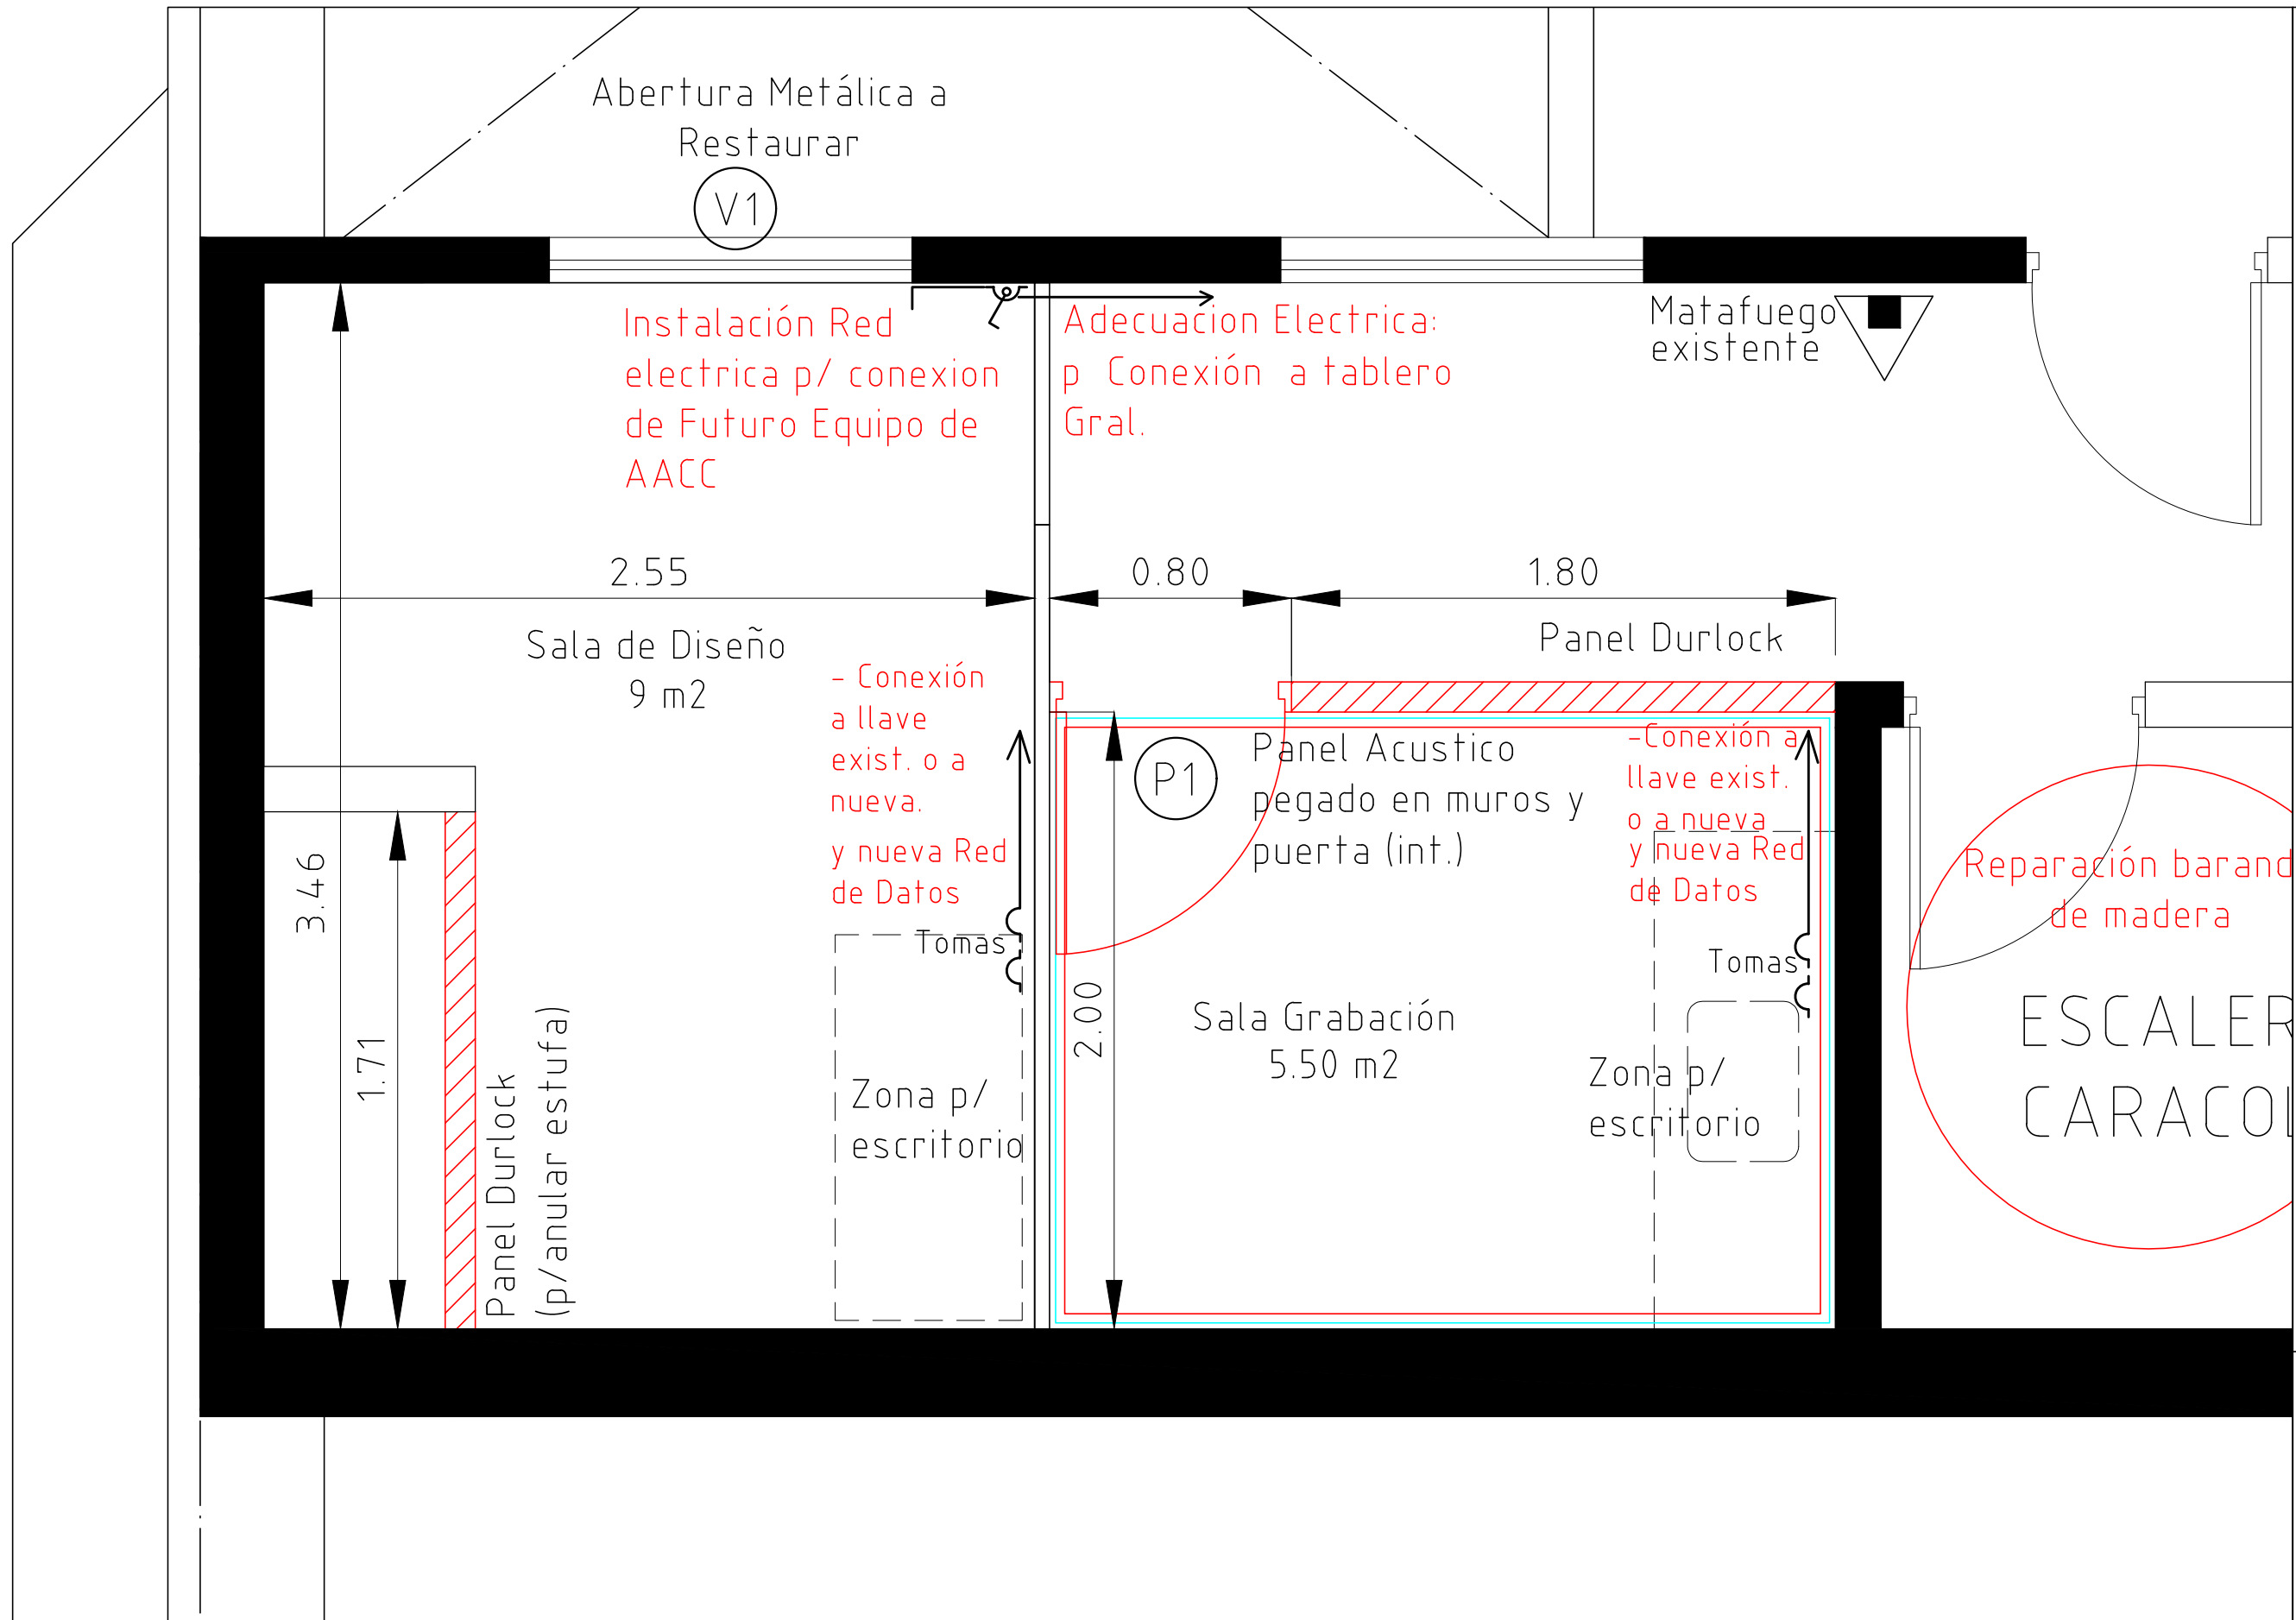 Abertura Metálica a
Restaurar
V1
Instalación Red
electrica p/ conexion
de Futuro Equipo de
AACC
Adecuacion Electrica:
p Conexión a tablero
Gral.
Matafuego
existente
2.55
0.80
1.80
Sala de Diseño
9 m2
Panel Durlock
- Conexión
a llave
exist. o a
nueva.
y nueva Red
de Datos
Tomas
Zona p/
escritorio
3.46
1.71
Panel Durlock
(p/anular estufa)
P1
Panel Acustico
pegado en muros y
puerta (int.)
-Conexión a
llave exist.
o a nueva
y nueva Red
de Datos
Tomas
2.00
Sala Grabación
5.50 m2
Zona p/
escritorio
Reparación barand
de madera
ESCALER
CARACOL